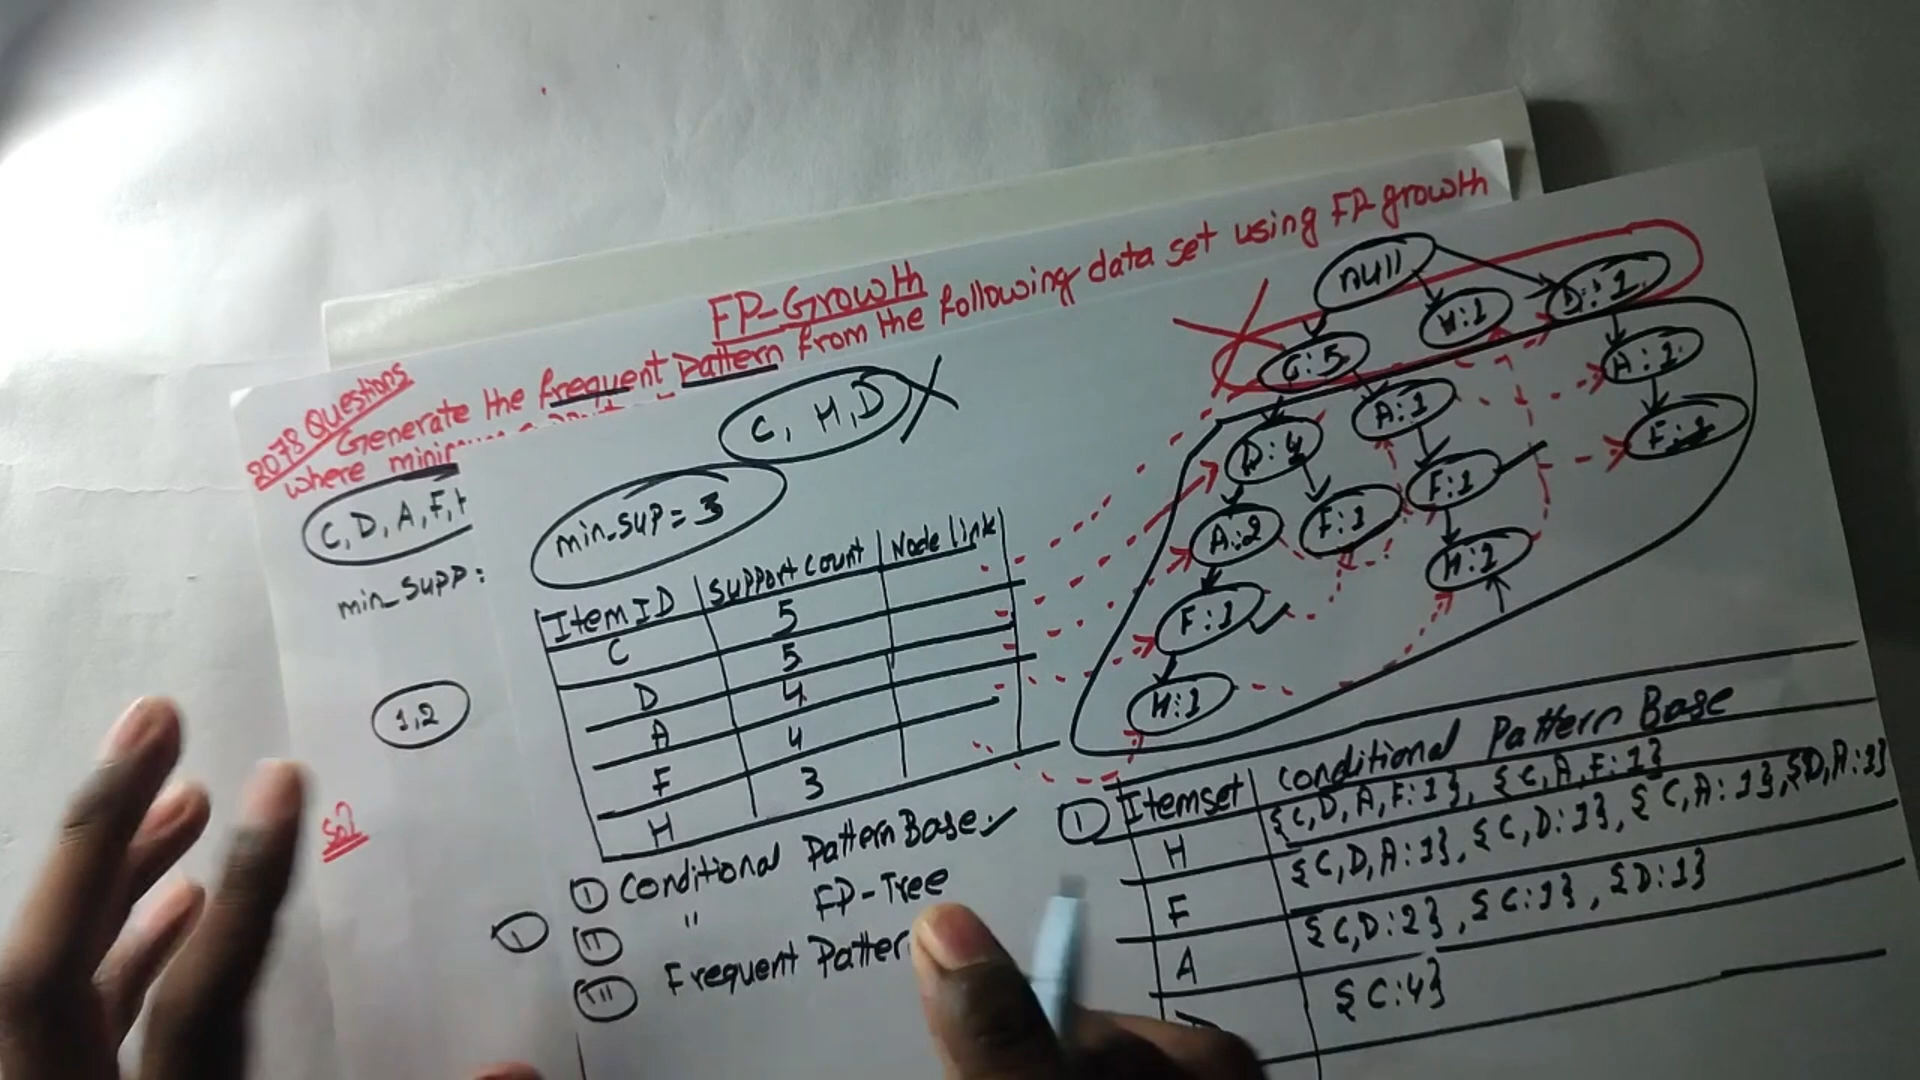 FP-Growth
2078 Questions
Generate the frequent pattern from the following data set using FP-growth
where
C, D, A, F,
min_supp:
1,2
Sol
C, H, D
min_sup = 3
Item ID | support count | Node link
C 5
D 5
A 4
F 4
H 3
I Conditional Pattern Base ✓
II " FP-Tree
III Frequent
null
C:5 H:1 D:1
D:4 A:1 A:1
A:2 F:1 F:1 F:1
F:1 H:1
H:1
I Itemset | Conditional Pattern Base
H {C,D,A,F:1}, {C,A,F:1}
F {C,D,A:1}, {C,D:1}, {C,A:1}, {D,A:1}
A {C,D:2}, {C:1}, {D:1}
{C:4}